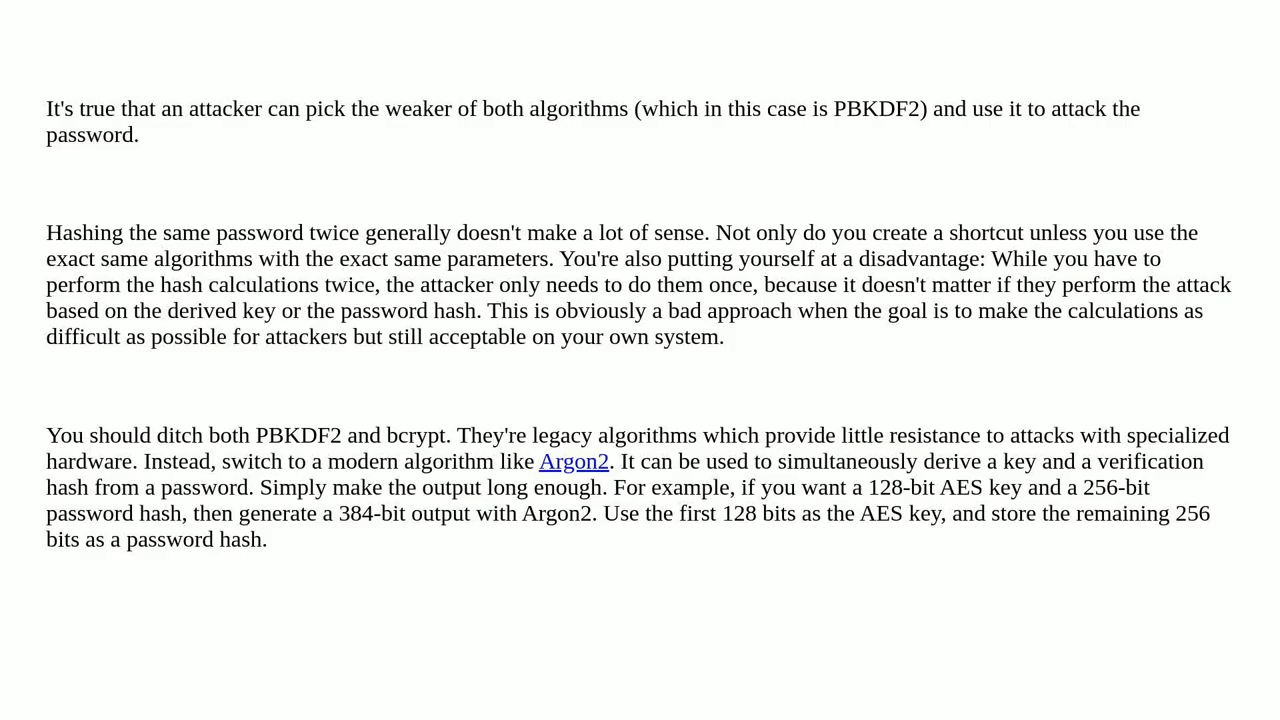 It's true that an attacker can pick the weaker of both algorithms (which in this case is PBKDF2) and use it to attack the
password.
Hashing the same password twice generally doesn't make a lot of sense. Not only do you create a shortcut unless you use the
exact same algorithms with the exact same parameters. You're also putting yourself at a disadvantage: While you have to
perform the hash calculations twice, the attacker only needs to do them once, because it doesn't matter if they perform the attack
based on the derived key or the password hash. This is obviously a bad approach when the goal is to make the calculations as
difficult as possible for attackers but still acceptable on your own system.
You should ditch both PBKDF2 and bcrypt. They're legacy algorithms which provide little resistance to attacks with specialized
hardware. Instead, switch to a modern algorithm like Argon2. It can be used to simultaneously derive a key and a verification
hash from a password. Simply make the output long enough. For example, if you want a 128-bit AES key and a 256-bit
password hash, then generate a 384-bit output with Argon2. Use the first 128 bits as the AES key, and store the remaining 256
bits as a password hash.